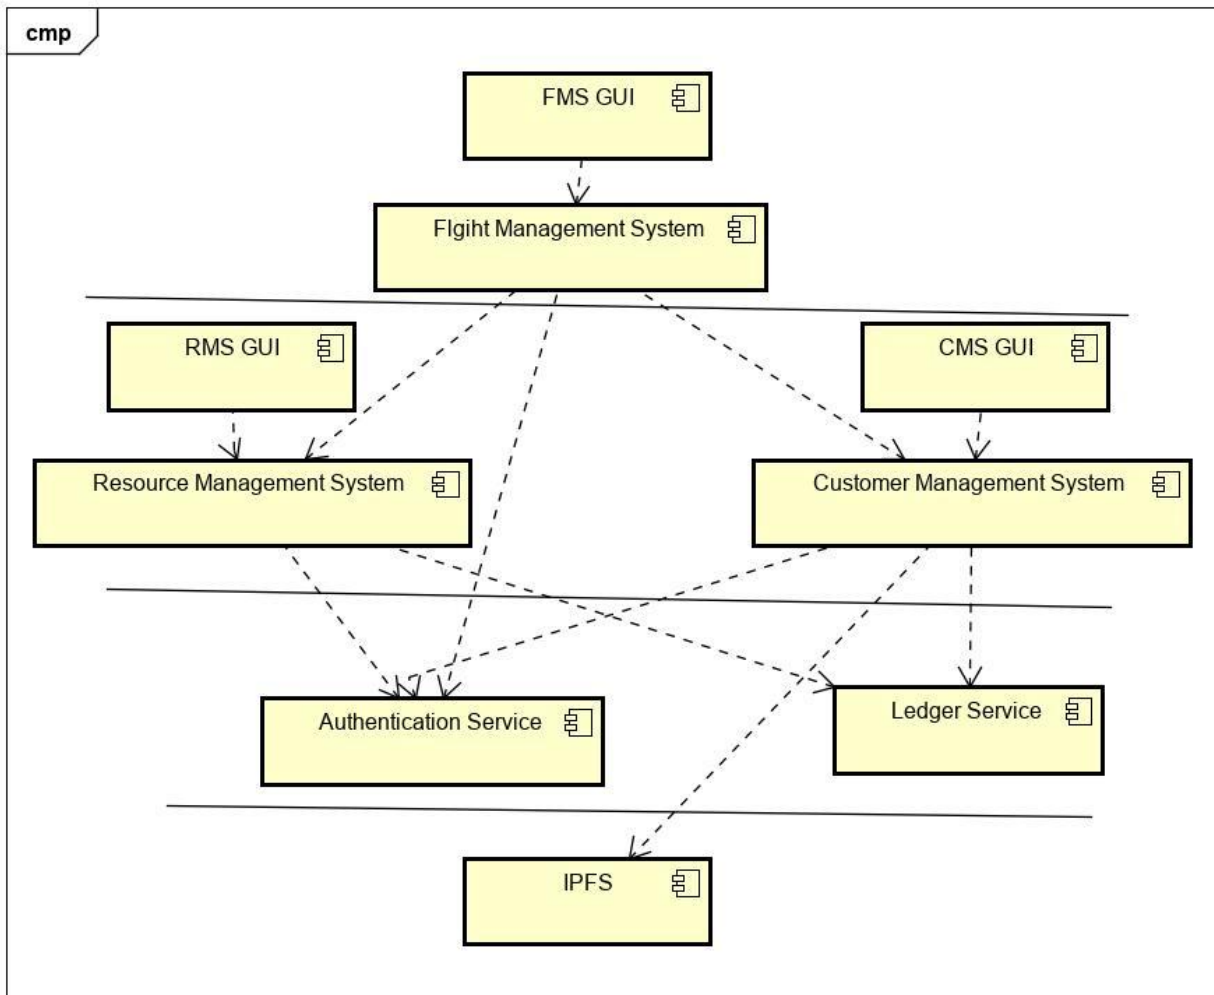 cmp
FMS GUI
Flgiht Management System
RMS GUI
CMS GUI
Resource Management System
Customer Management System
Authentication Service
Ledger Service
IPFS